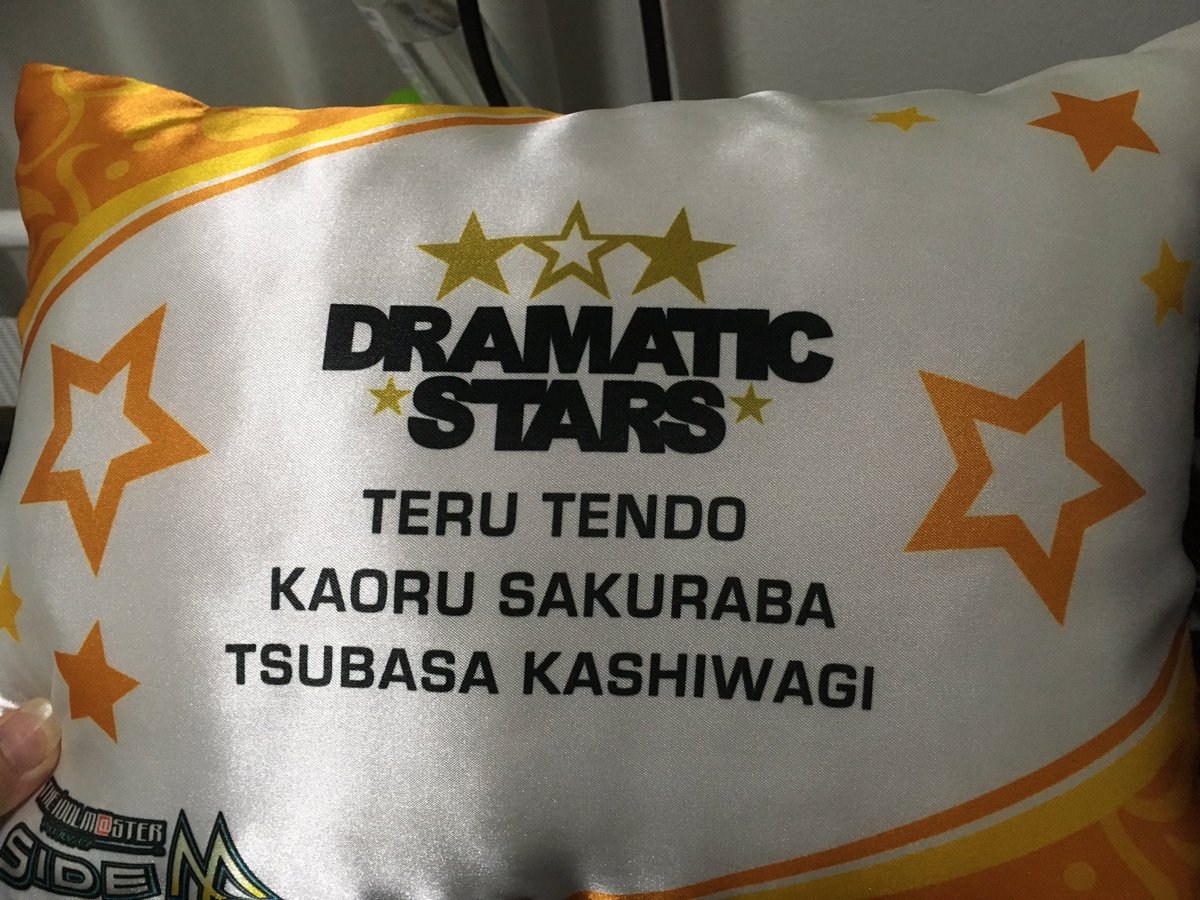 DRAMATIC
STARS
TERU TENDO
KAORU SAKURABA
TSUBASA KASHIWAGI
THE IDOLM@STER
SIDE M